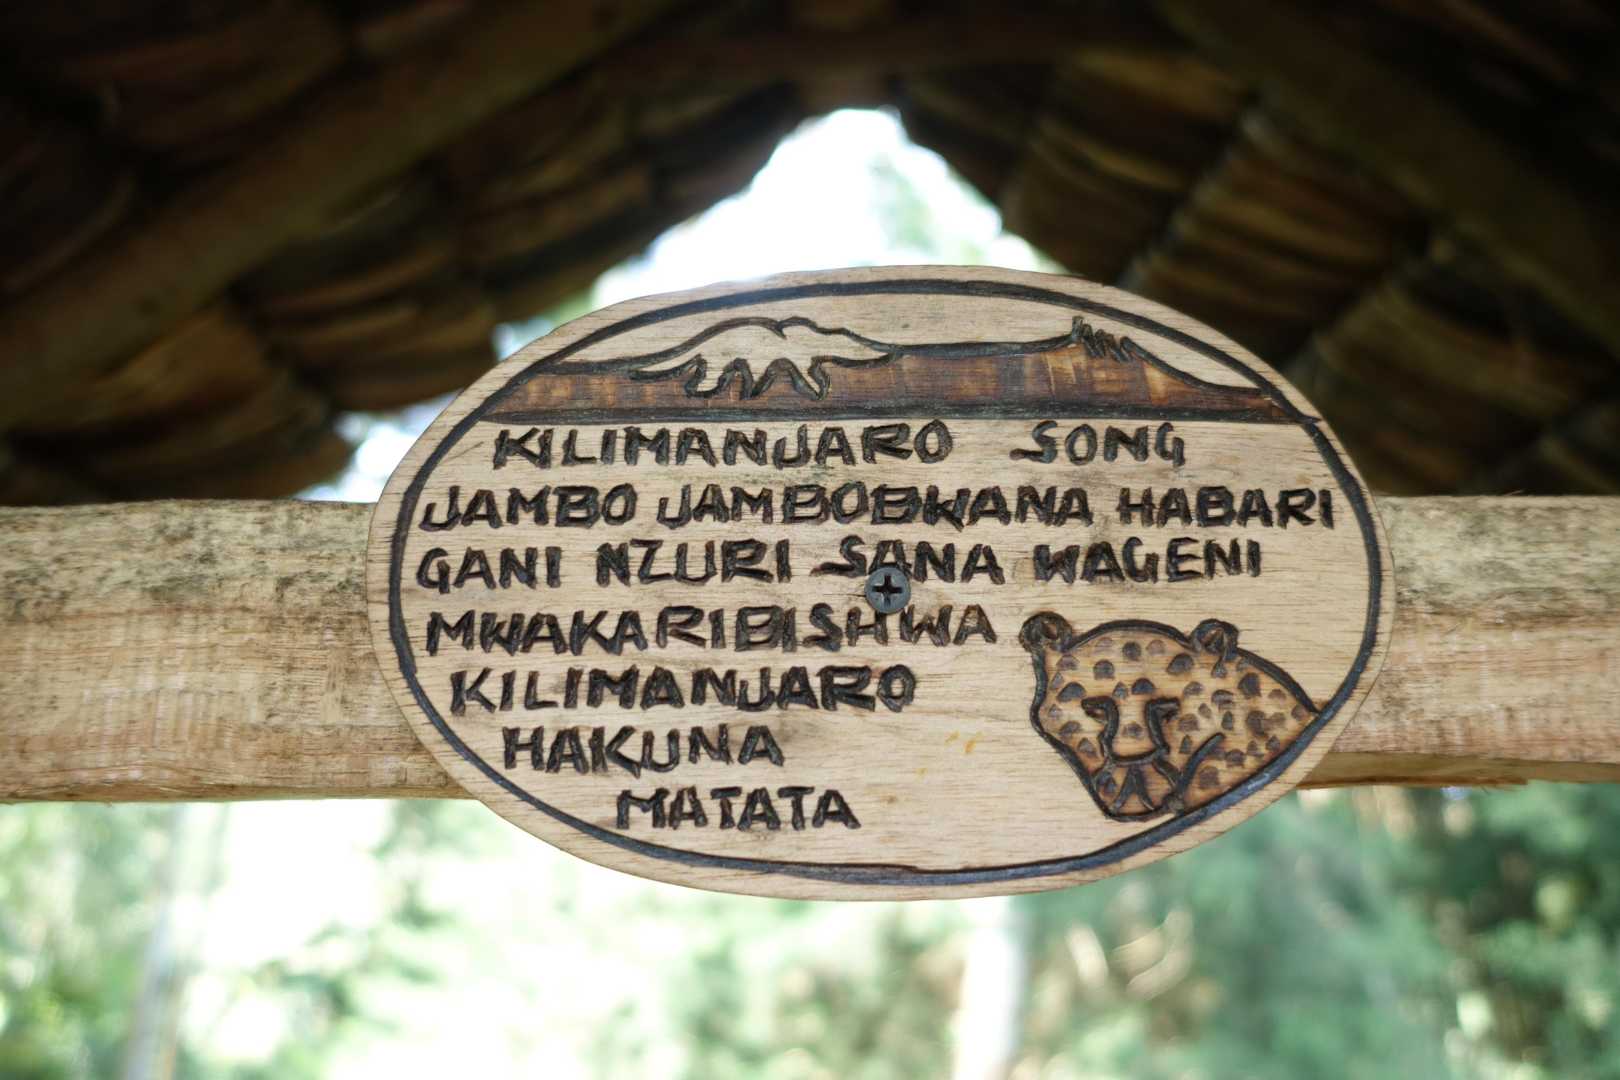 KILIMANJARO SONG
JAMBO JAMBOBWANA HABARI
GANI NZURI SANA WAGENI
MWAKARIBISHWA
KILIMANJARO
HAKUNA
MATATA